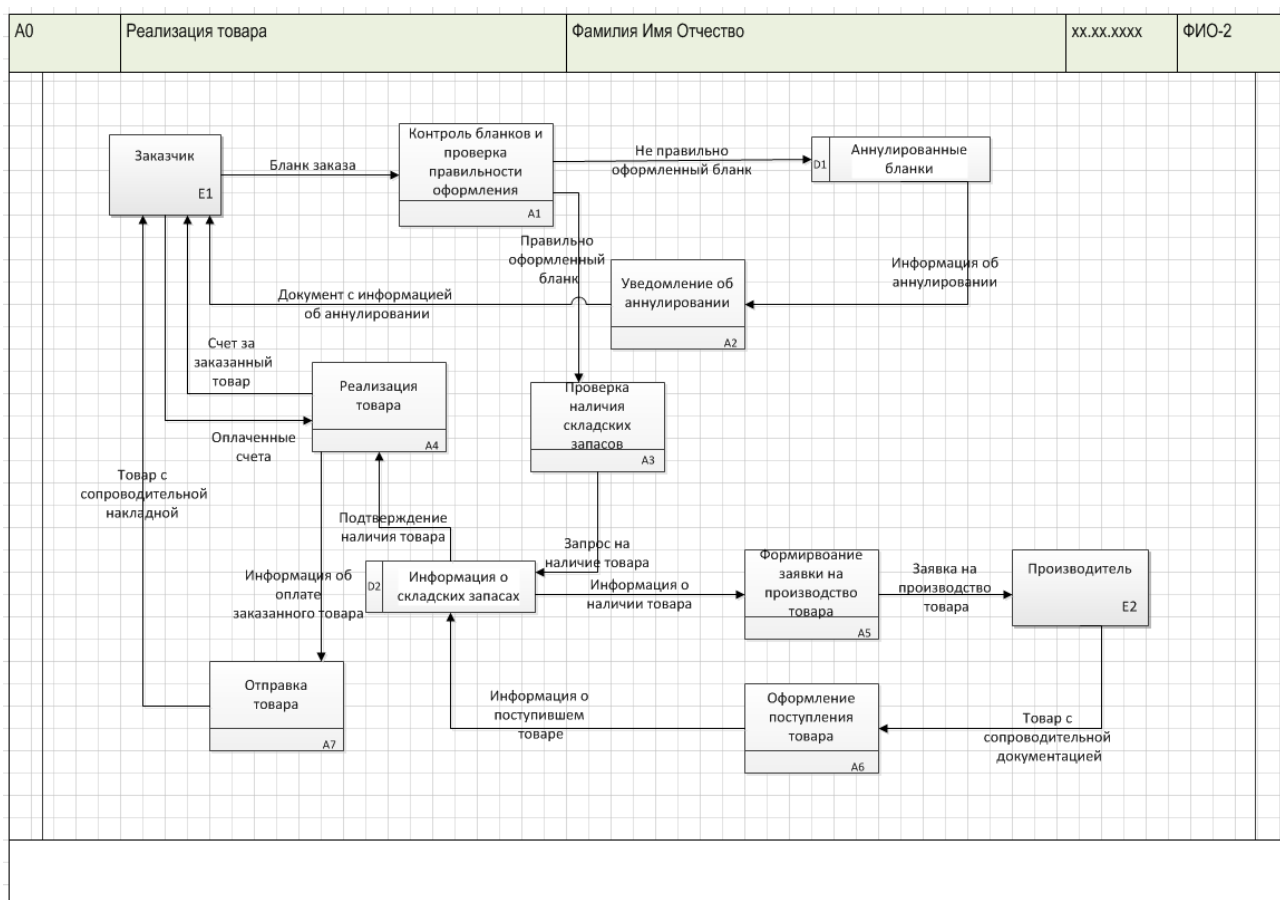 А0
Реализация товара
Фамилия Имя Отчество
xx.xx.xxxx
ФИО-2
Заказчик
E1
Бланк заказа
Контроль бланков и
проверка
правильности
оформления
A1
Не правильно
оформленный бланк
D1
Аннулированные
бланки
Правильно
оформленный
бланк
Информация об
аннулировании
Уведомление об
аннулировании
A2
Документ с информацией
об аннулировании
Счет за
заказанный
товар
Реализация
товара
A4
Проверка
наличия
складских
запасов
A3
Оплаченные
счета
Товар с
сопроводительной
накладной
Подтверждение
наличия товара
Запрос на
наличие товара
Информация об
оплате
заказанного товара
D2
Информация о
складских запасах
Информация о
наличии товара
Формирвоание
заявки на
производство
товара
A5
Заявка на
производство
товара
Производитель
E2
Отправка
товара
A7
Информация о
поступившем
товаре
Оформление
поступления
товара
A6
Товар с
сопроводительной
документацией